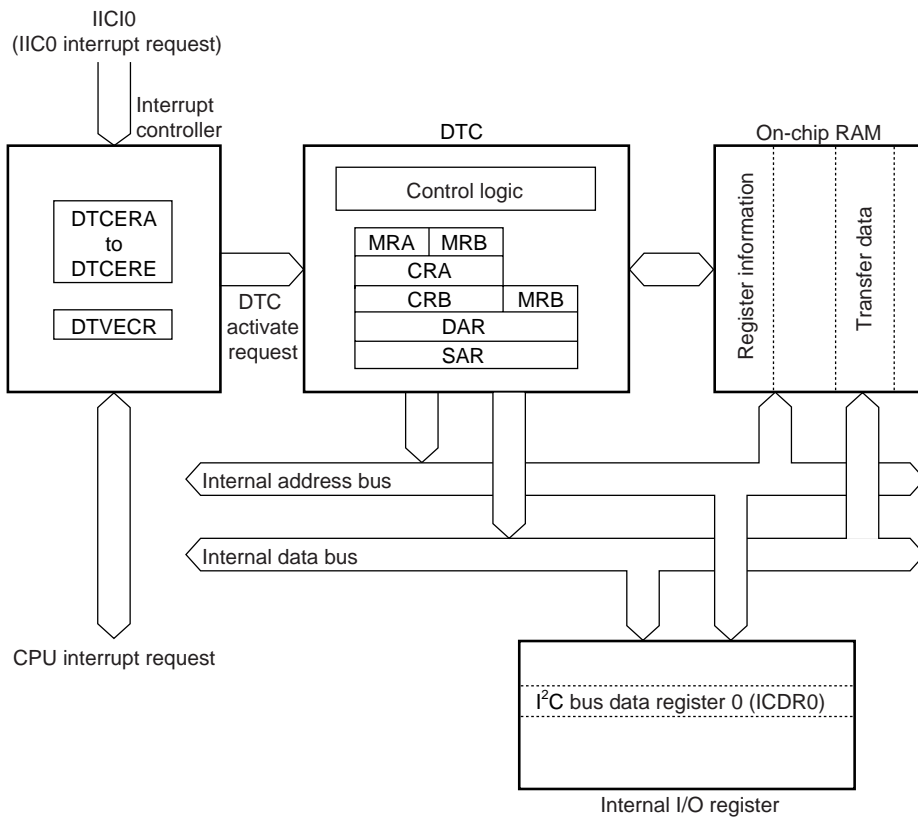 IICI0
(IIC0 interrupt request)
Interrupt
controller
DTCERA
to
DTCERE
DTVECR
DTC
activate
request
CPU interrupt request
DTC
Control logic
MRA MRB
CRA
CRB MRB
DAR
SAR
On-chip RAM
Register information
Transfer data
Internal address bus
Internal data bus
I²C bus data register 0 (ICDR0)
Internal I/O register